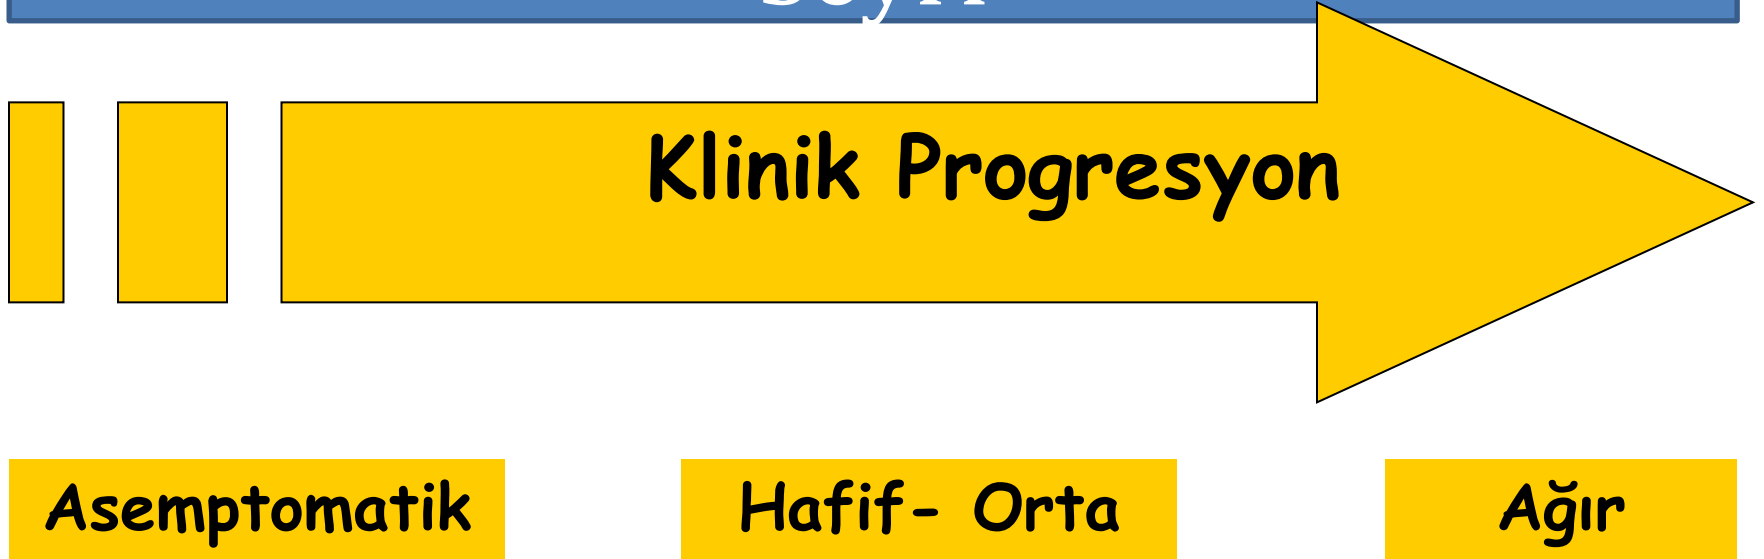 Klinik Progresyon
Asemptomatik
Hafif- Orta
Ağır